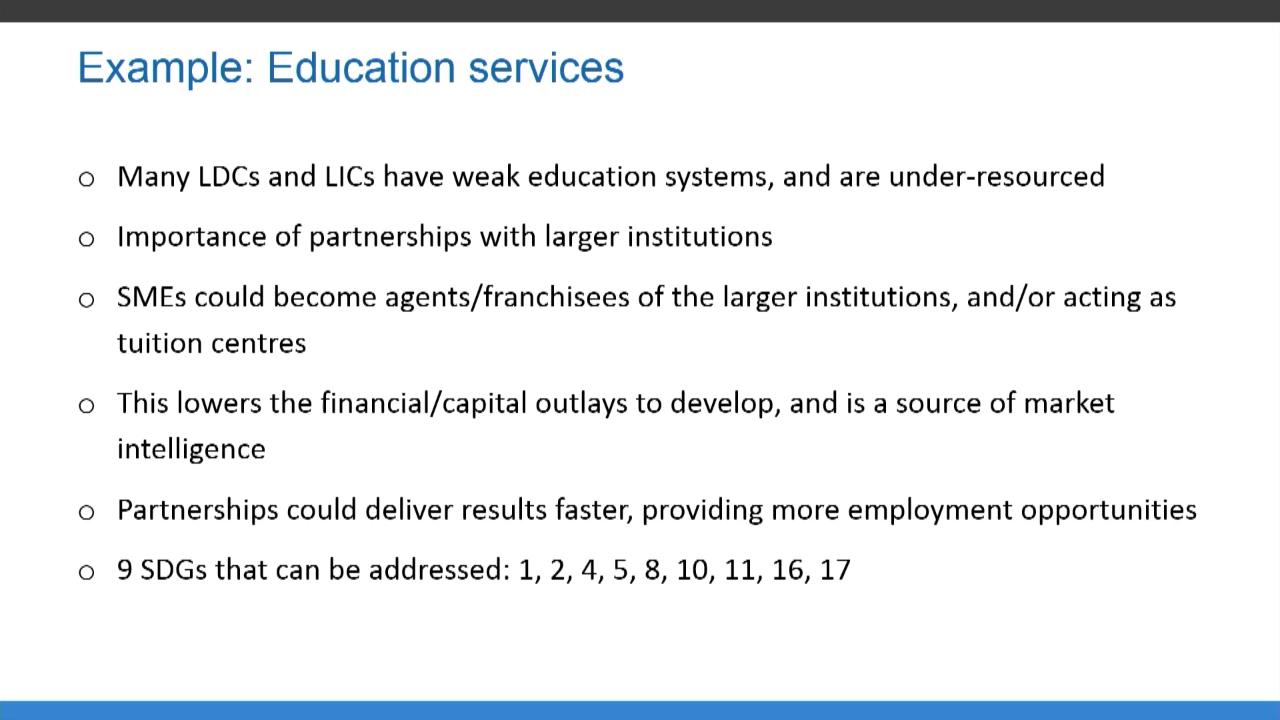 Example: Education services
o Many LDCs and LICs have weak education systems, and are under-resourced
o Importance of partnerships with larger institutions
o SMEs could become agents/franchisees of the larger institutions, and/or acting as
tuition centres
o This lowers the financial/capital outlays to develop, and is a source of market
intelligence
o Partnerships could deliver results faster, providing more employment opportunities
o 9 SDGs that can be addressed: 1, 2, 4, 5, 8, 10, 11, 16, 17